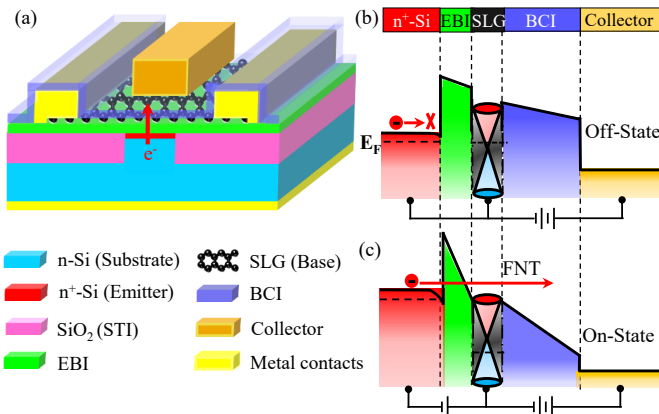 (a)
e⁻
n-Si (Substrate)
n⁺-Si (Emitter)
SiO₂ (STI)
EBI
SLG (Base)
BCI
Collector
Metal contacts
(b)
n⁺-Si EBI SLG BCI Collector
E_F
Off-State
(c)
FNT
On-State